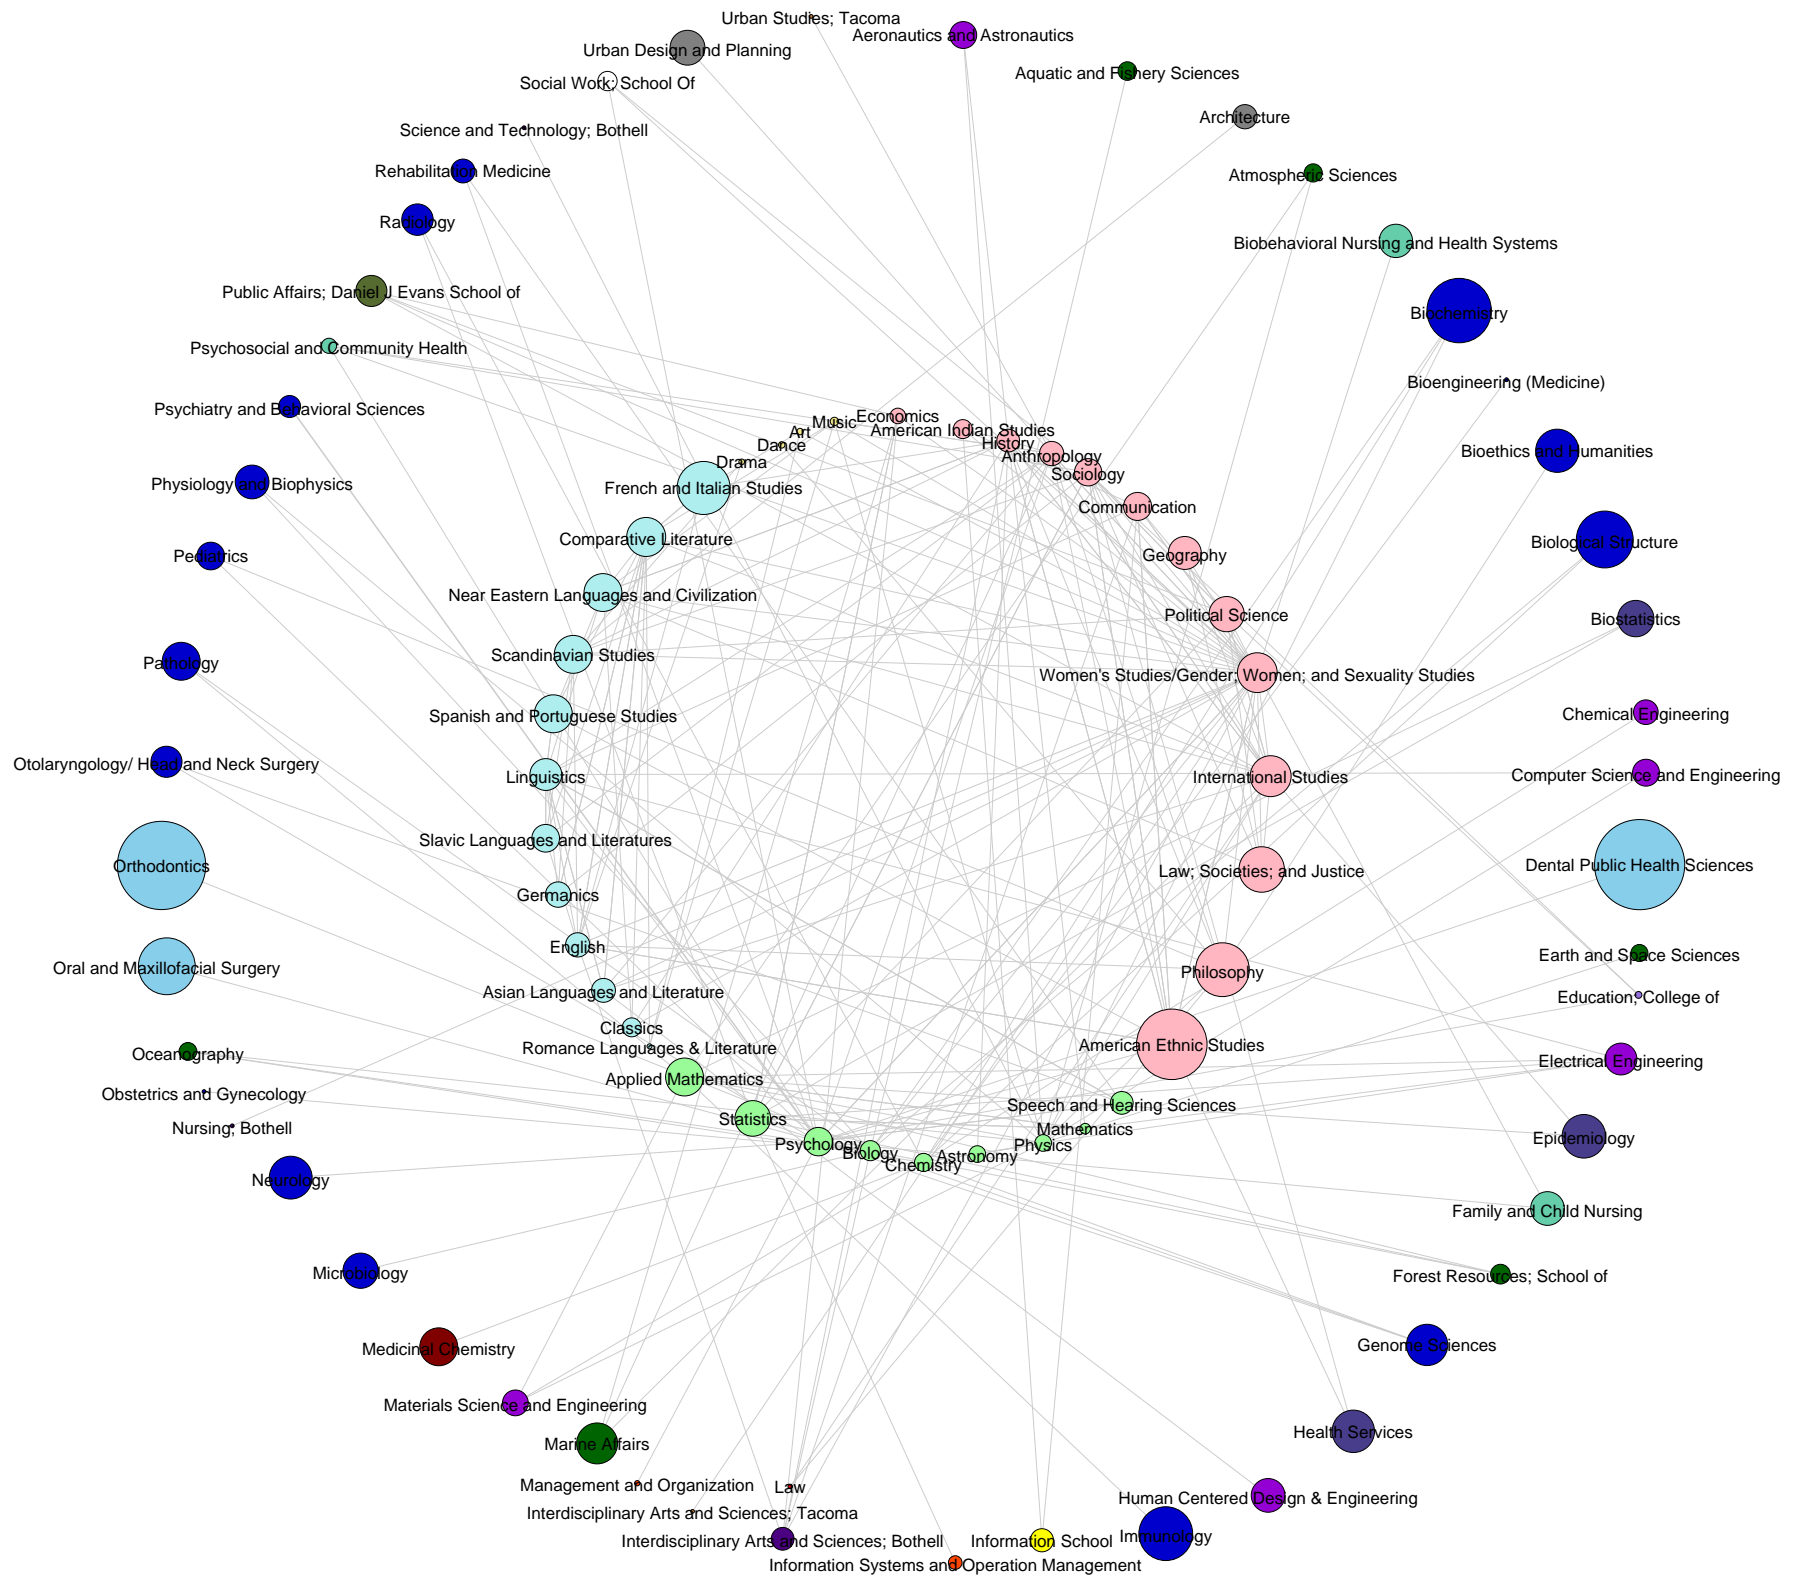 Urban Studies; Tacoma
Aeronautics and Astronautics
Urban Design and Planning
Aquatic and Fishery Sciences
Social Work; School Of
Architecture
Science and Technology; Bothell
Rehabilitation Medicine
Atmospheric Sciences
Radiology
Biobehavioral Nursing and Health Systems
Public Affairs; Daniel J Evans School of
Biochemistry
Psychosocial and Community Health
Bioengineering (Medicine)
Psychiatry and Behavioral Sciences
Economics
Music
American Indian Studies
Art
History
Dance
Anthropology
Bioethics and Humanities
Drama
Sociology
Physiology and Biophysics
French and Italian Studies
Communication
Comparative Literature
Biological Structure
Pediatrics
Geography
Near Eastern Languages and Civilization
Political Science
Biostatistics
Scandinavian Studies
Pathology
Women's Studies/Gender; Women; and Sexuality Studies
Spanish and Portuguese Studies
Chemical Engineering
Otolaryngology/ Head and Neck Surgery
Linguistics
International Studies
Computer Science and Engineering
Slavic Languages and Literatures
Orthodontics
Dental Public Health Sciences
Law; Societies; and Justice
Germanics
English
Earth and Space Sciences
Oral and Maxillofacial Surgery
Philosophy
Asian Languages and Literature
Education; College of
Classics
American Ethnic Studies
Romance Languages & Literature
Oceanography
Electrical Engineering
Applied Mathematics
Obstetrics and Gynecology
Speech and Hearing Sciences
Statistics
Nursing; Bothell
Mathematics
Epidemiology
Psychology
Physics
Biology
Astronomy
Chemistry
Neurology
Family and Child Nursing
Microbiology
Forest Resources; School of
Medicinal Chemistry
Genome Sciences
Materials Science and Engineering
Health Services
Marine Affairs
Management and Organization
Law
Human Centered Design & Engineering
Interdisciplinary Arts and Sciences; Tacoma
Immunology
Interdisciplinary Arts and Sciences; Bothell
Information School
Information Systems and Operation Management